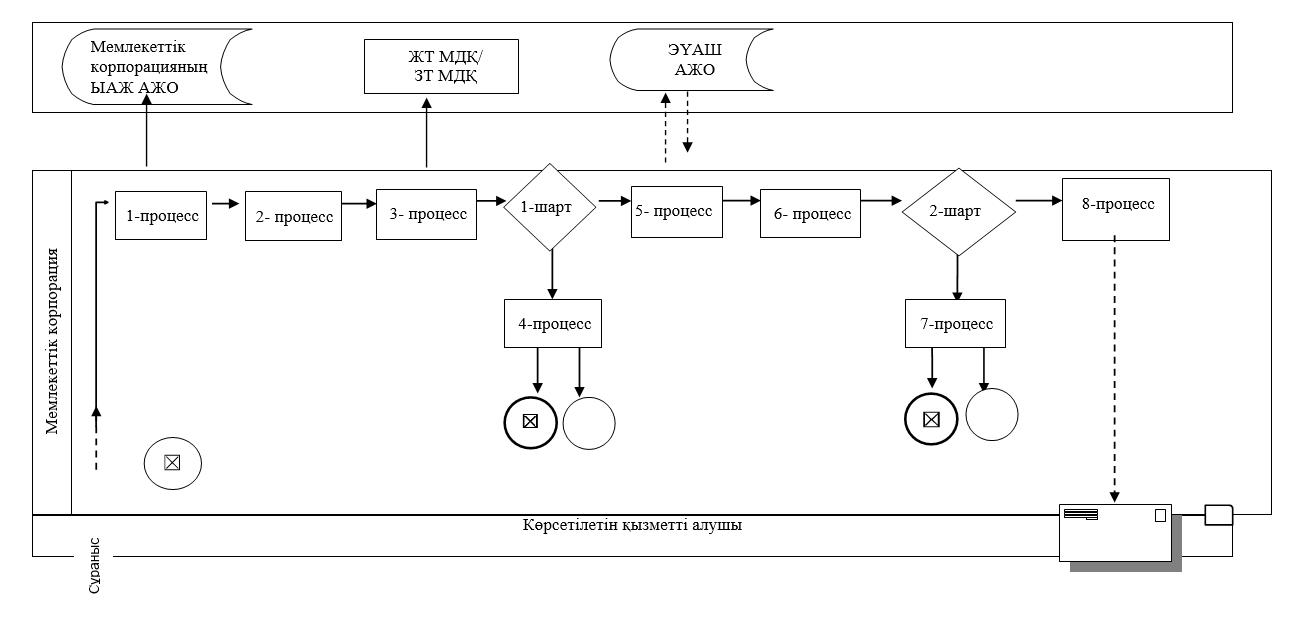 Мемлекеттік
корпорацияның
ЫАЖ АЖО
ЖТ МДҚ/
ЗТ МДҚ
ЭҮАШ
АЖО
Мемлекеттік корпорация
1-процесс
2- процесс
3- процесс
1-шарт
5- процесс
6- процесс
2-шарт
8-процесс
4-процесс
7-процесс
Көрсетілетін қызметті алушы
Сұраныс